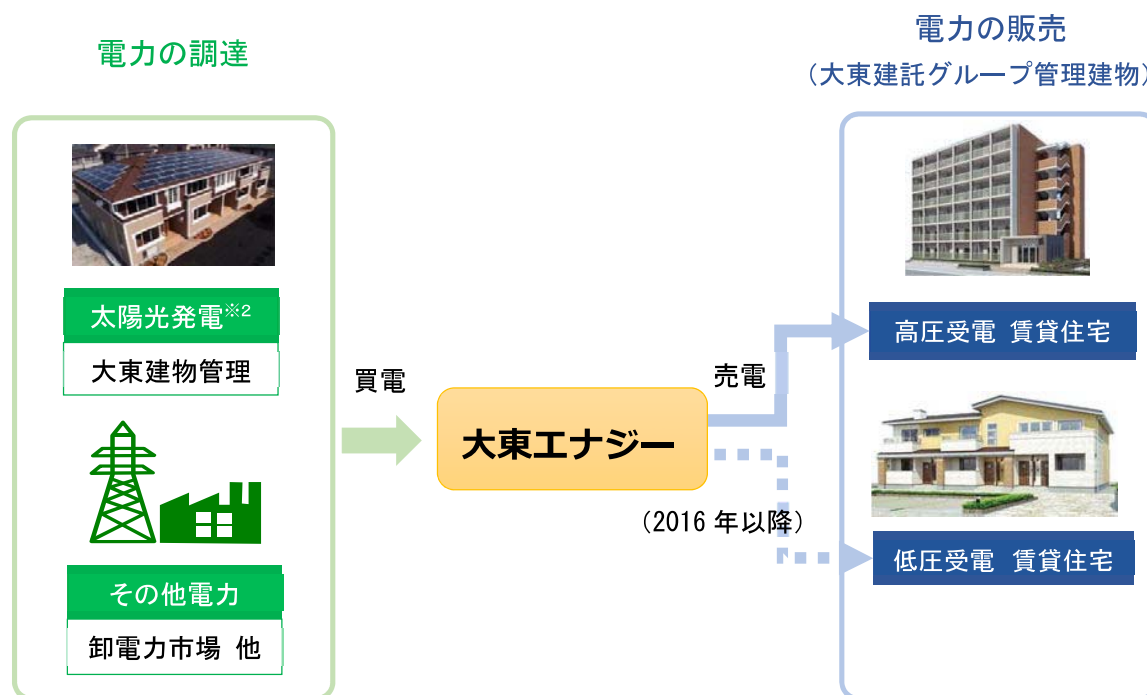 電力の調達
電力の販売
（大東建託グループ管理建物）
太陽光発電※2
大東建物管理
買電
その他電力
卸電力市場 他
大東エナジー
売電
（2016 年以降）
高圧受電 賃貸住宅
低圧受電 賃貸住宅